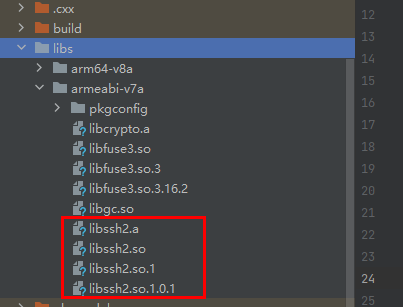 .cxx
build
libs
arm64-v8a
armeabi-v7a
pkgconfig
libcrypto.a
libfuse3.so
libfuse3.so.3
libfuse3.so.3.16.2
libgc.so
libssh2.a
libssh2.so
libssh2.so.1
libssh2.so.1.0.1
12
13
14
15
16
17
18
19
20
21
22
23
24
25